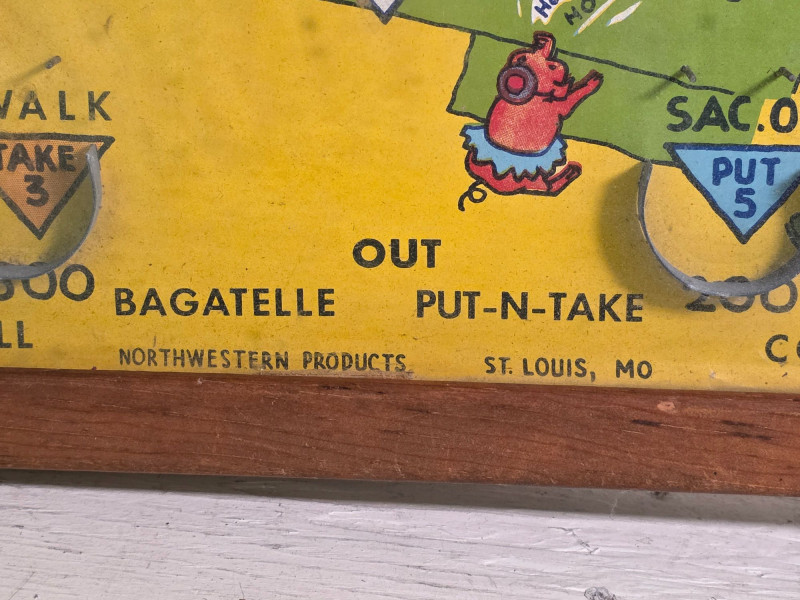 WALK
SAC.O
TAKE
3
PUT
5
OUT
BAGATELLE PUT-N-TAKE
NORTHWESTERN PRODUCTS ST. LOUIS, MO